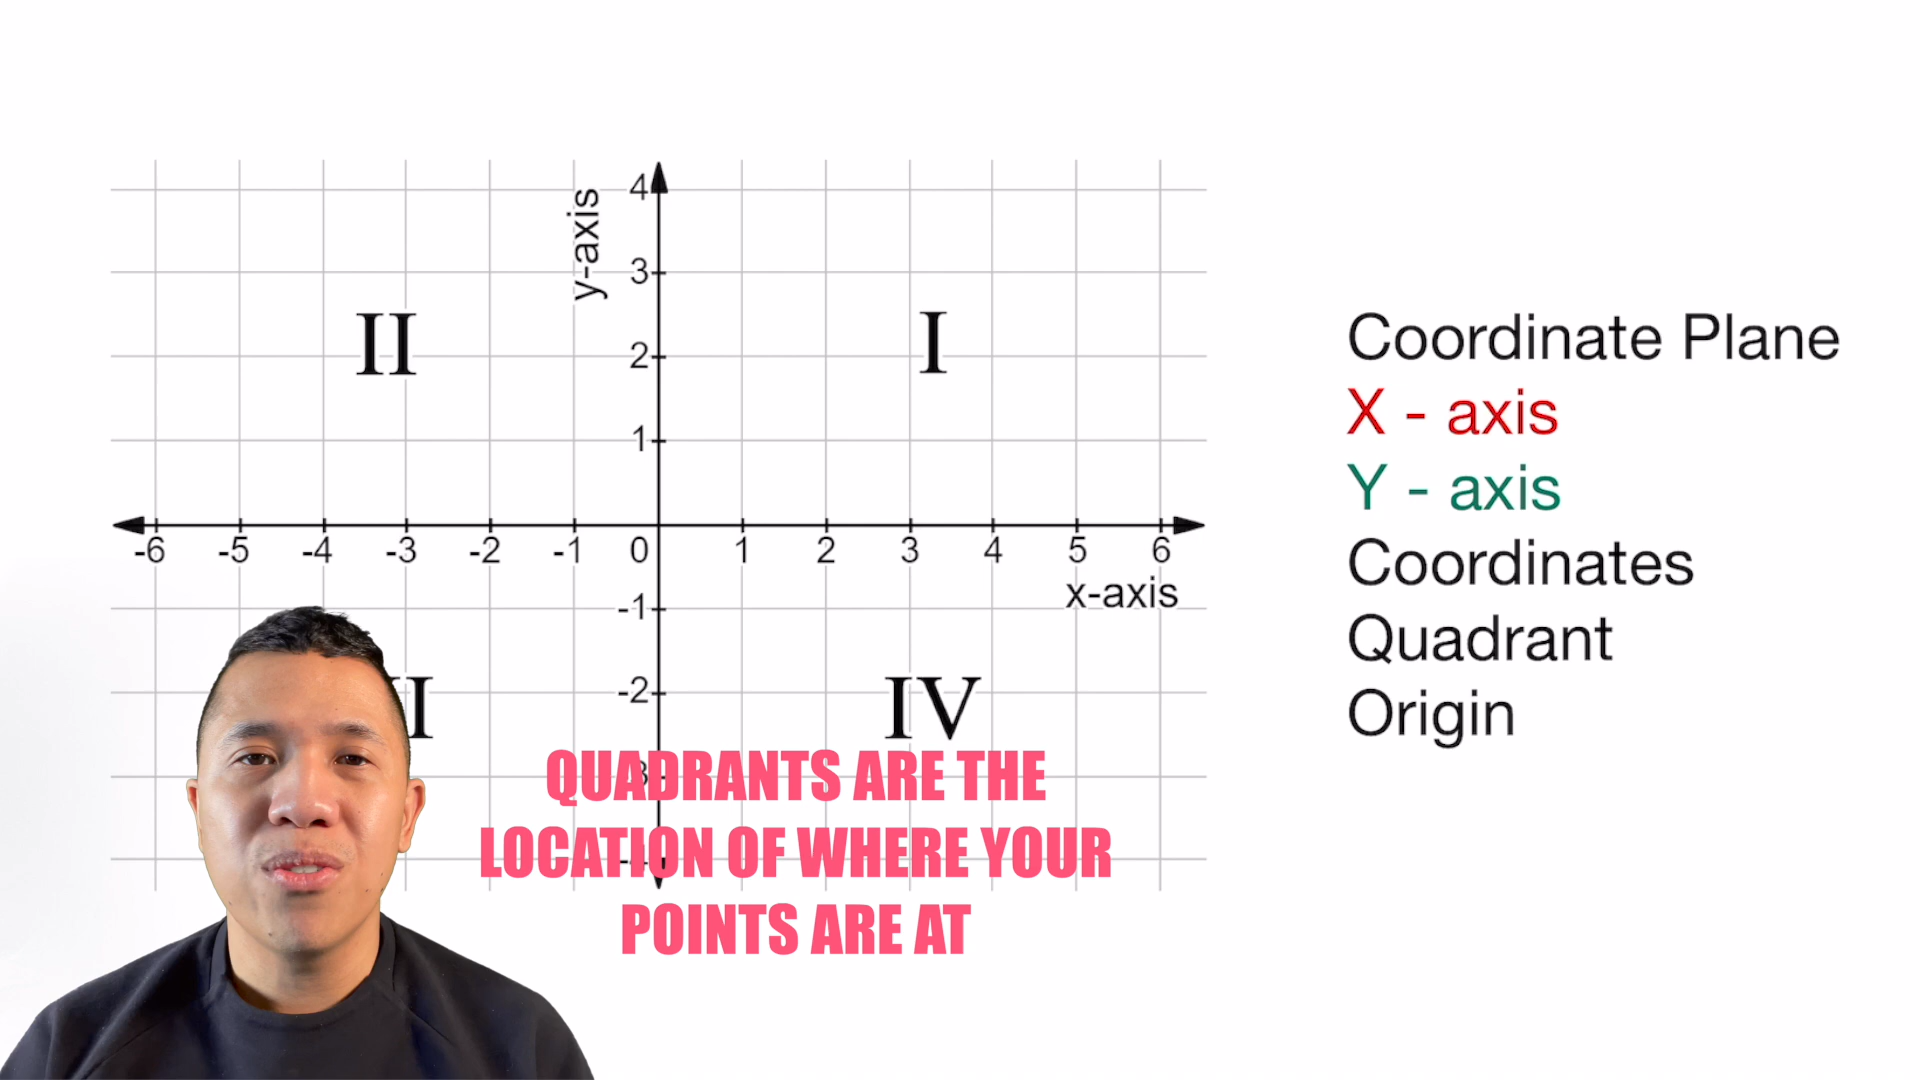 4
y-axis
3
II
I
2
1
-6 -5 -4 -3 -2 -1 0 1 2 3 4 5 6
x-axis
-1
-2
IV
Coordinate Plane
X - axis
Y - axis
Coordinates
Quadrant
Origin
QUADRANTS ARE THE
LOCATION OF WHERE YOUR
POINTS ARE AT